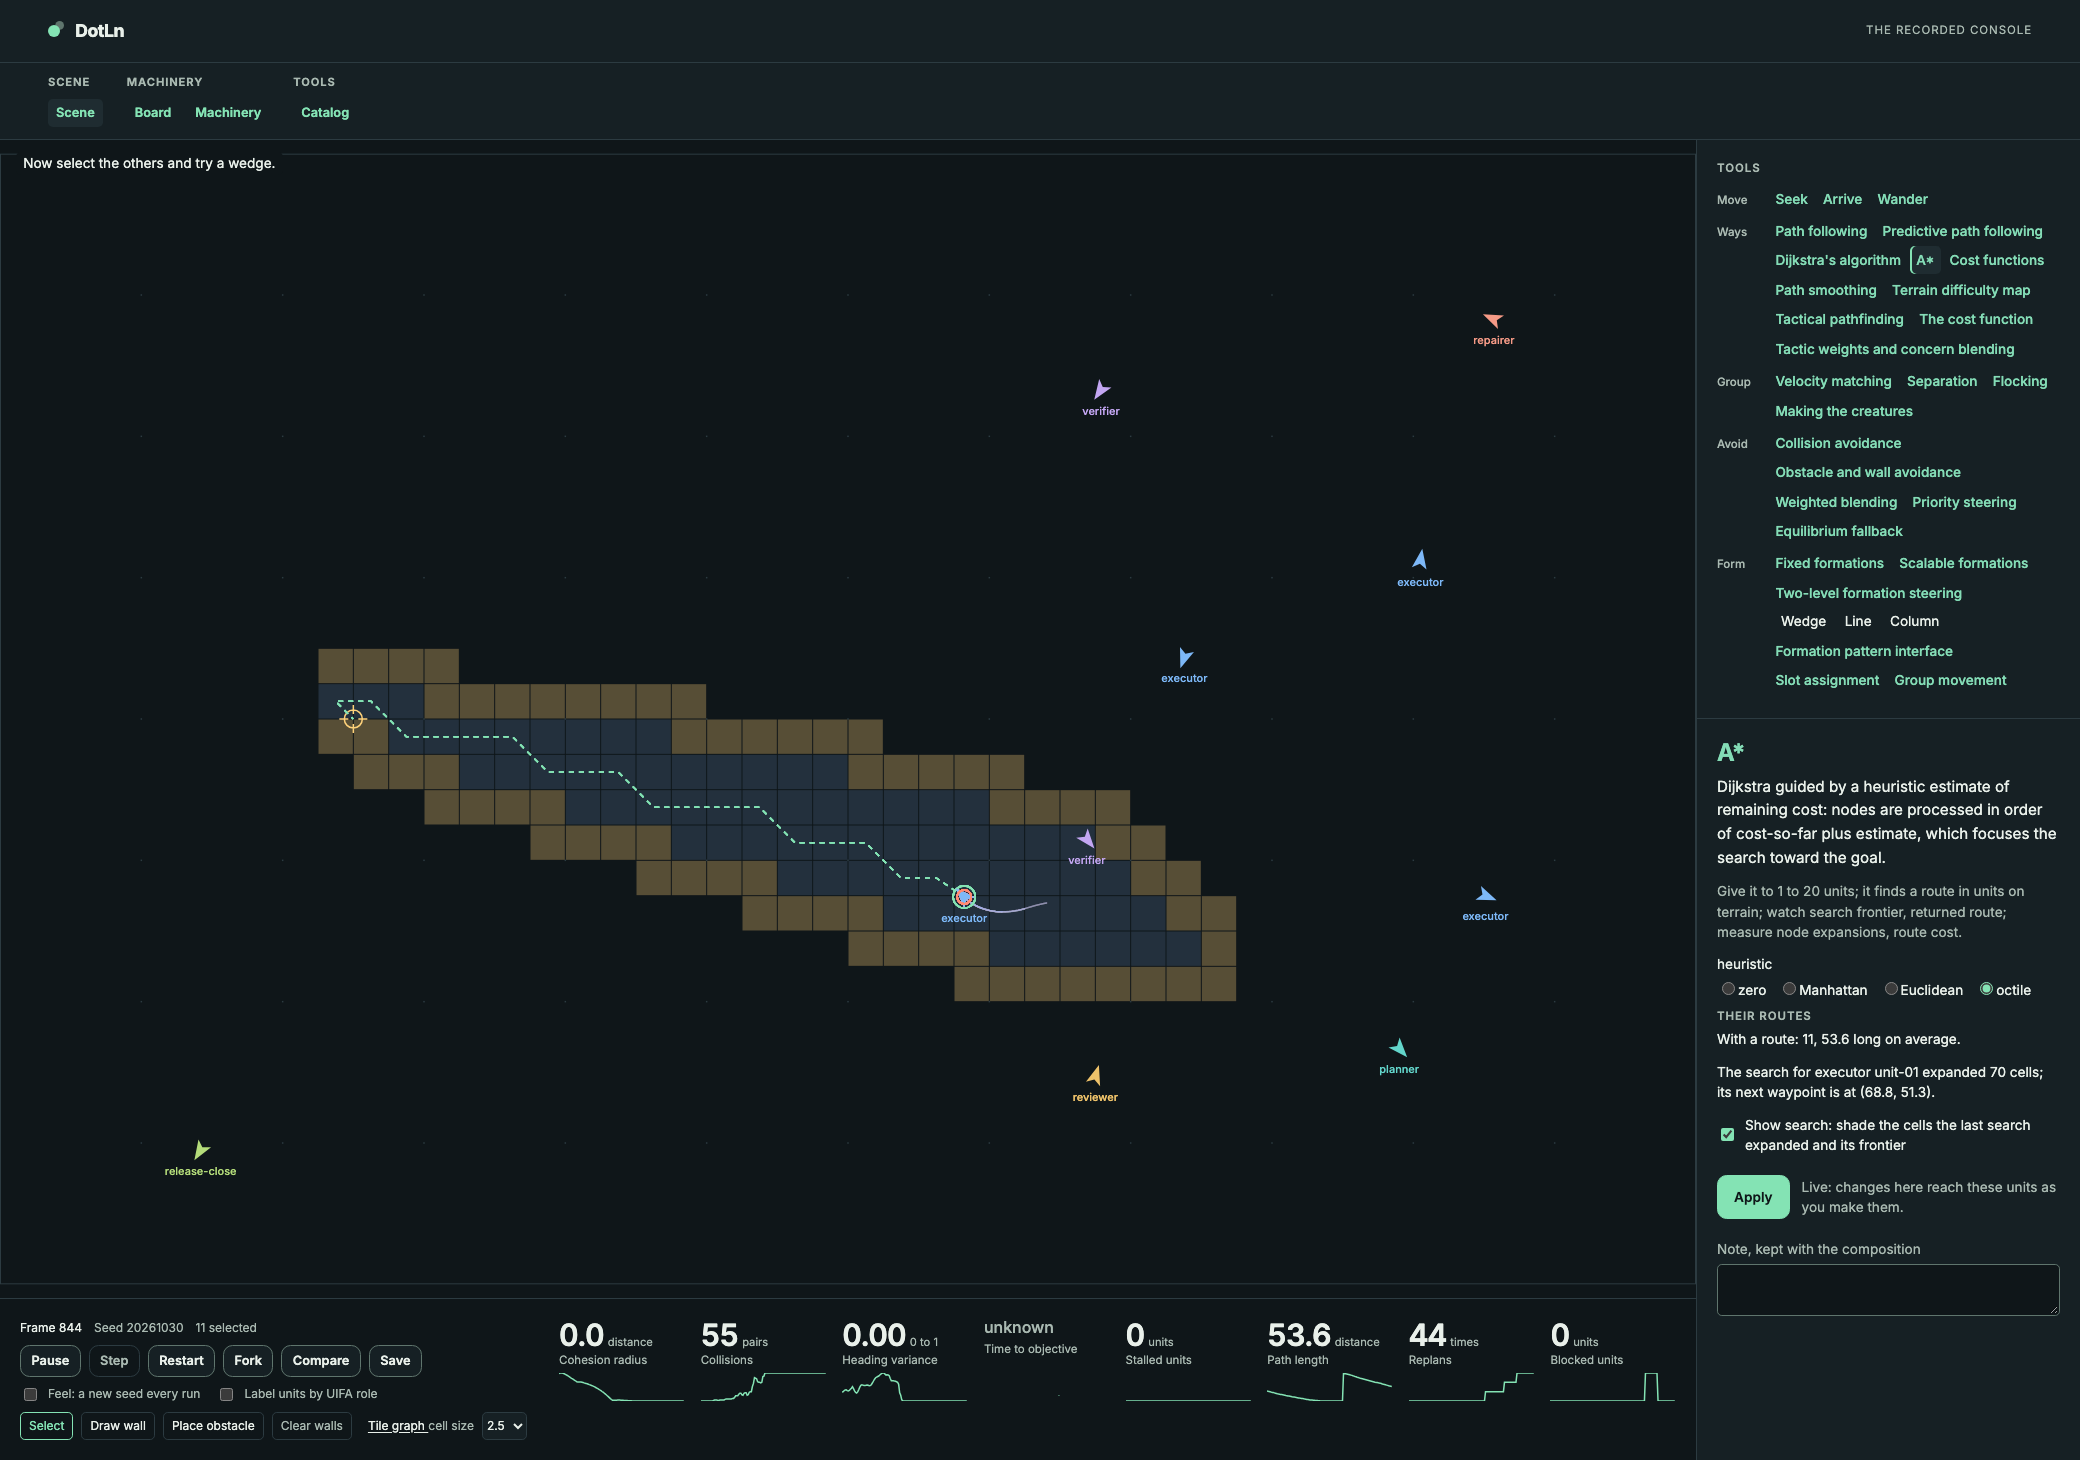 DotLn
THE RECORDED CONSOLE
SCENE MACHINERY TOOLS
Scene Board Machinery Catalog
Now select the others and try a wedge.
repairer
verifier
executor
executor
verifier
executor
executor
planner
reviewer
release-close
TOOLS
Move Seek Arrive Wander
Ways Path following Predictive path following
Dijkstra's algorithm A* Cost functions
Path smoothing Terrain difficulty map
Tactical pathfinding The cost function
Tactic weights and concern blending
Group Velocity matching Separation Flocking
Making the creatures
Avoid Collision avoidance
Obstacle and wall avoidance
Weighted blending Priority steering
Equilibrium fallback
Form Fixed formations Scalable formations
Two-level formation steering
Wedge Line Column
Formation pattern interface
Slot assignment Group movement
A*
Dijkstra guided by a heuristic estimate of
remaining cost: nodes are processed in order
of cost-so-far plus estimate, which focuses the
search toward the goal.
Give it to 1 to 20 units; it finds a route in units on
terrain; watch search frontier, returned route;
measure node expansions, route cost.
heuristic
zero Manhattan Euclidean octile
THEIR ROUTES
With a route: 11, 53.6 long on average.
The search for executor unit-01 expanded 70 cells;
its next waypoint is at (68.8, 51.3).
Show search: shade the cells the last search
expanded and its frontier
Apply Live: changes here reach these units as
you make them.
Note, kept with the composition
Frame 844 Seed 20261030 11 selected
Pause Step Restart Fork Compare Save
Feel: a new seed every run Label units by UIFA role
Select Draw wall Place obstacle Clear walls Tile graph cell size 2.5
0.0 distance
Cohesion radius
55 pairs
Collisions
0.00 0 to 1
Heading variance
unknown
Time to objective
0 units
Stalled units
53.6 distance
Path length
44 times
Replans
0 units
Blocked units